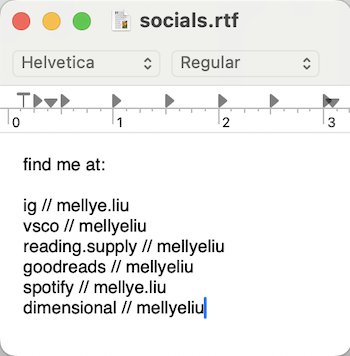 socials.rtf
Helvetica Regular
0 1 2 3
find me at:
ig // mellye.liu
vsco // mellyeliu
reading.supply // mellyeliu
goodreads // mellyeliu
spotify // mellye.liu
dimensional // mellyeliu